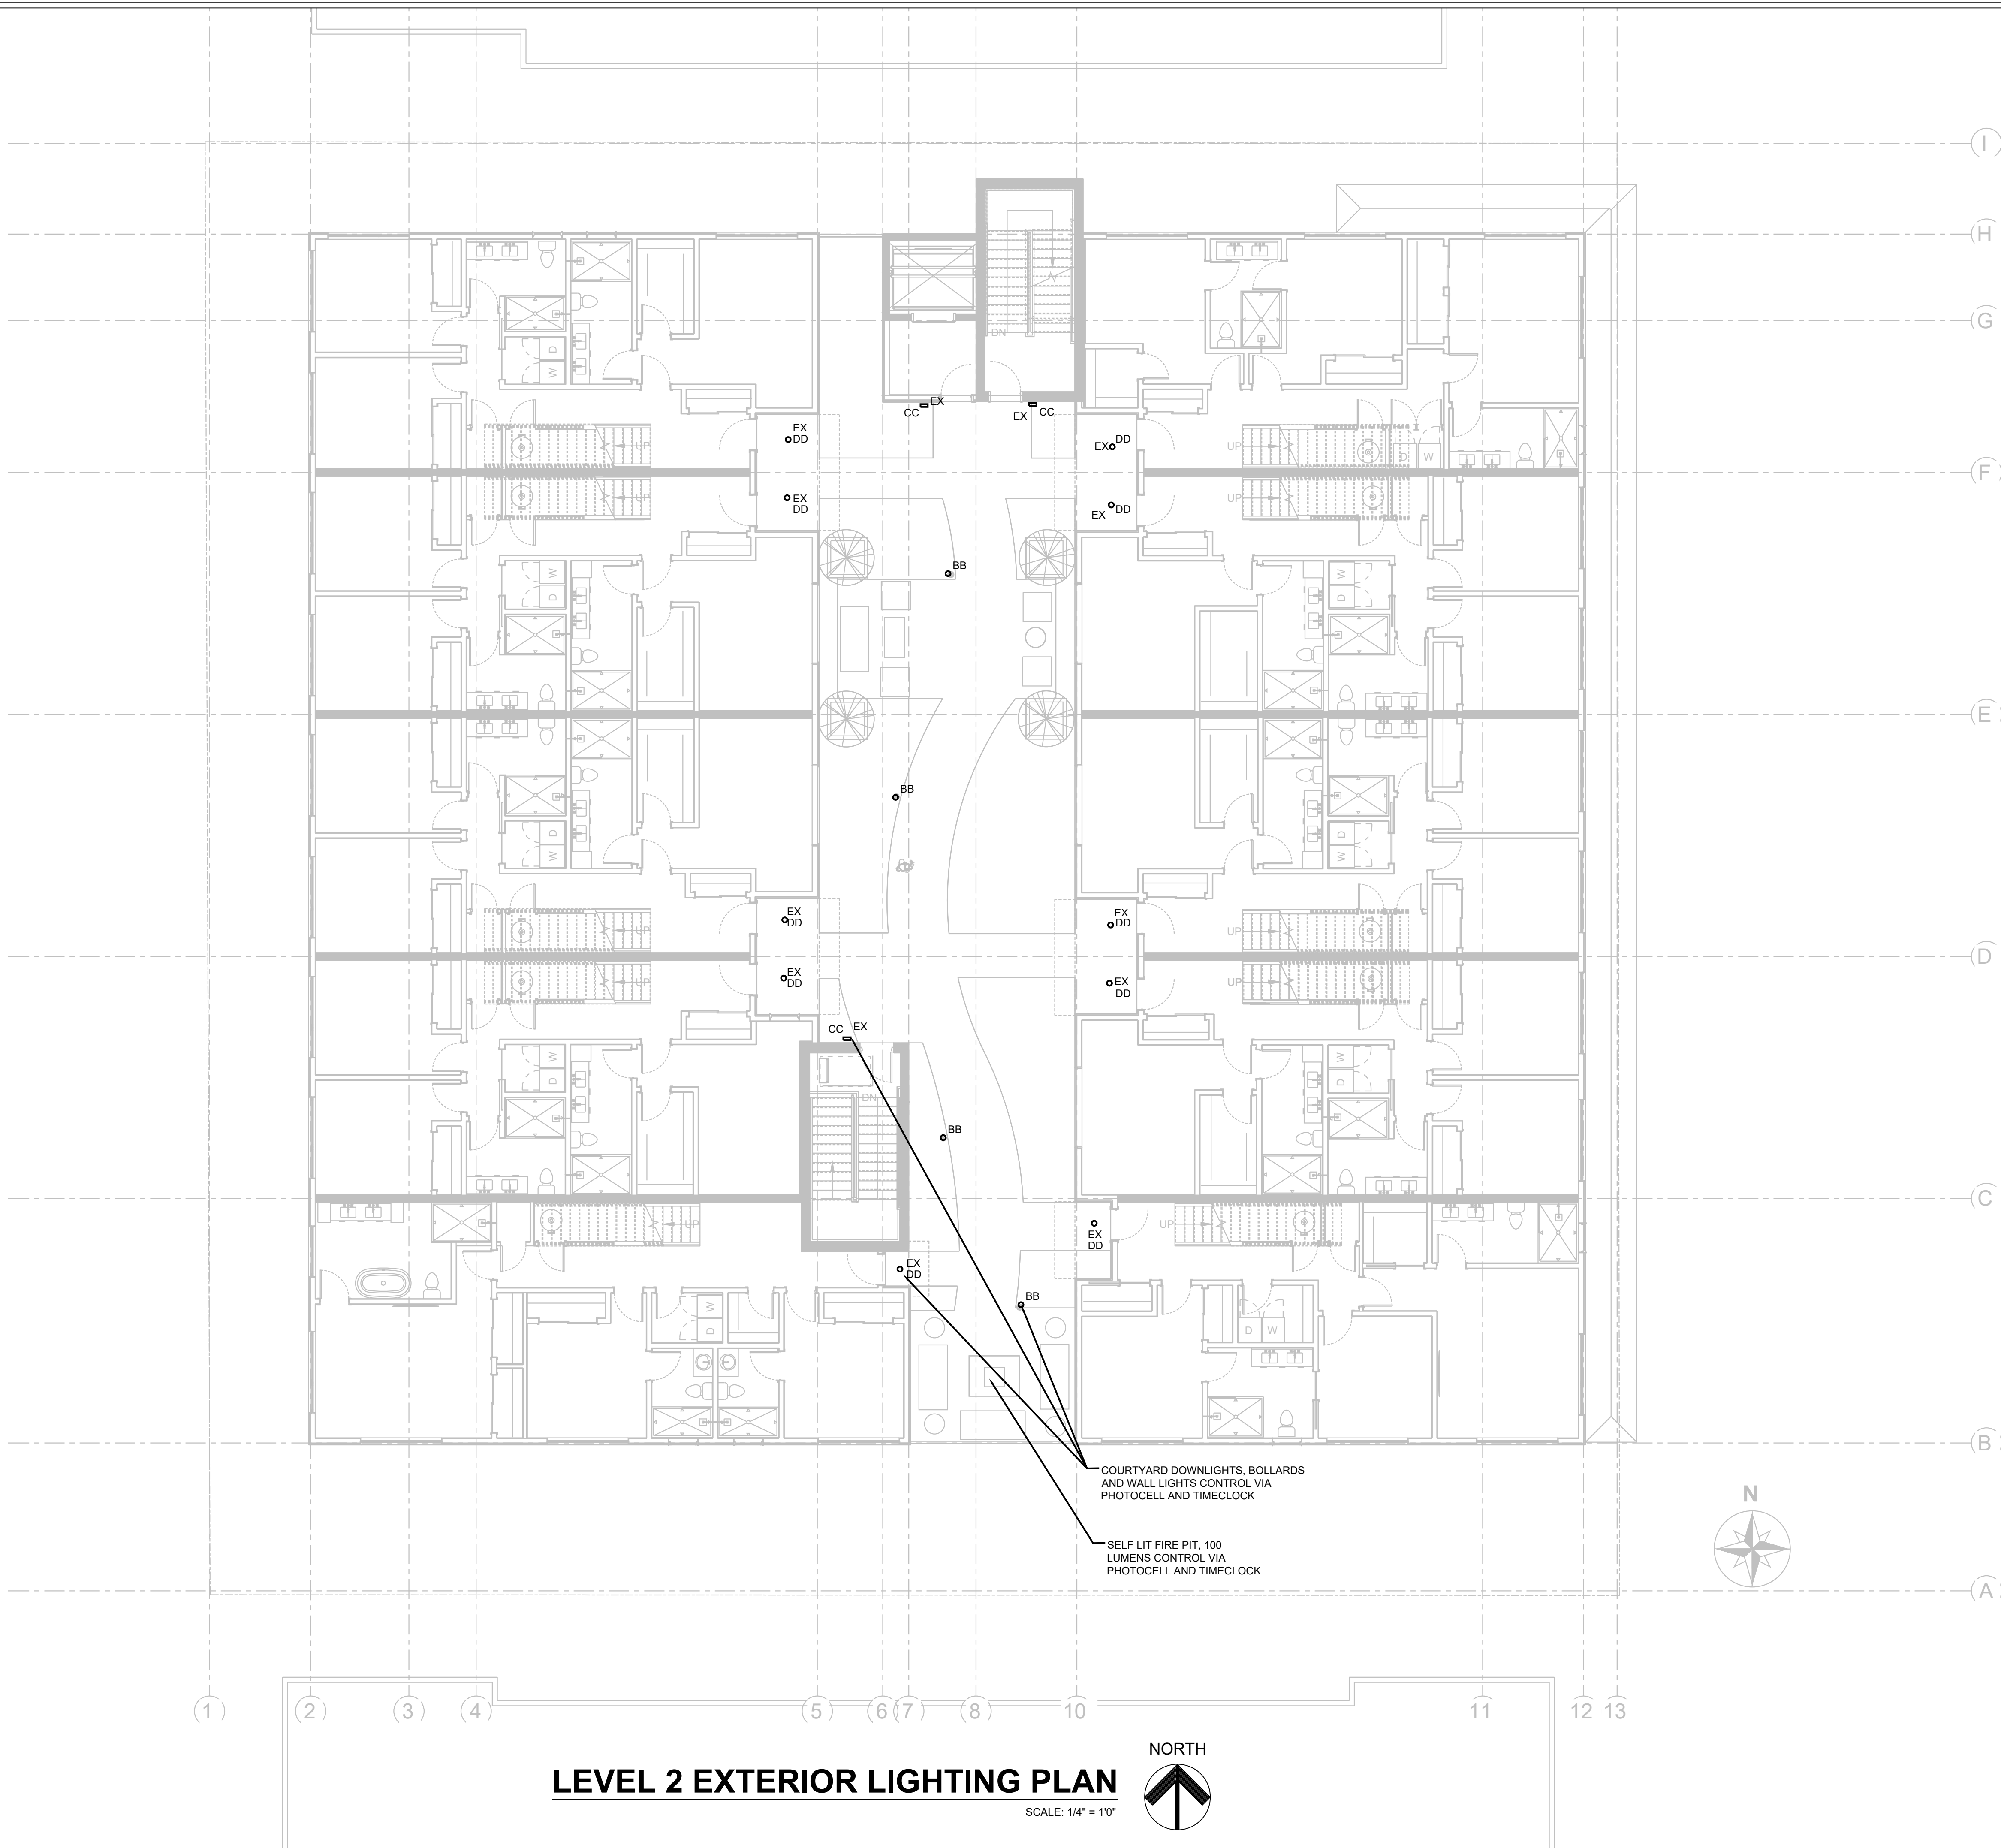 I
H
G
DN
D
W
D
W
EX
CC
EX
CC
EX
DD
DD
EX
UP
UP
F
EX
DD
DD
EX
UP
UP
BB
W
D
W
D
E
BB
D
W
D
W
EX
DD
EX
DD
UP
UP
D
EX
DD
EX
DD
UP
UP
CC
EX
W
D
W
D
DN
BB
C
UP
UP
EX
DD
EX
DD
BB
W
D
D
W
B
COURTYARD DOWNLIGHTS, BOLLARDS
AND WALL LIGHTS CONTROL VIA
PHOTOCELL AND TIMECLOCK
N
SELF LIT FIRE PIT, 100
LUMENS CONTROL VIA
PHOTOCELL AND TIMECLOCK
A
1 2 3 4 5 6 7 8 10 11 12 13
NORTH
LEVEL 2 EXTERIOR LIGHTING PLAN
SCALE: 1/4" = 1'0"